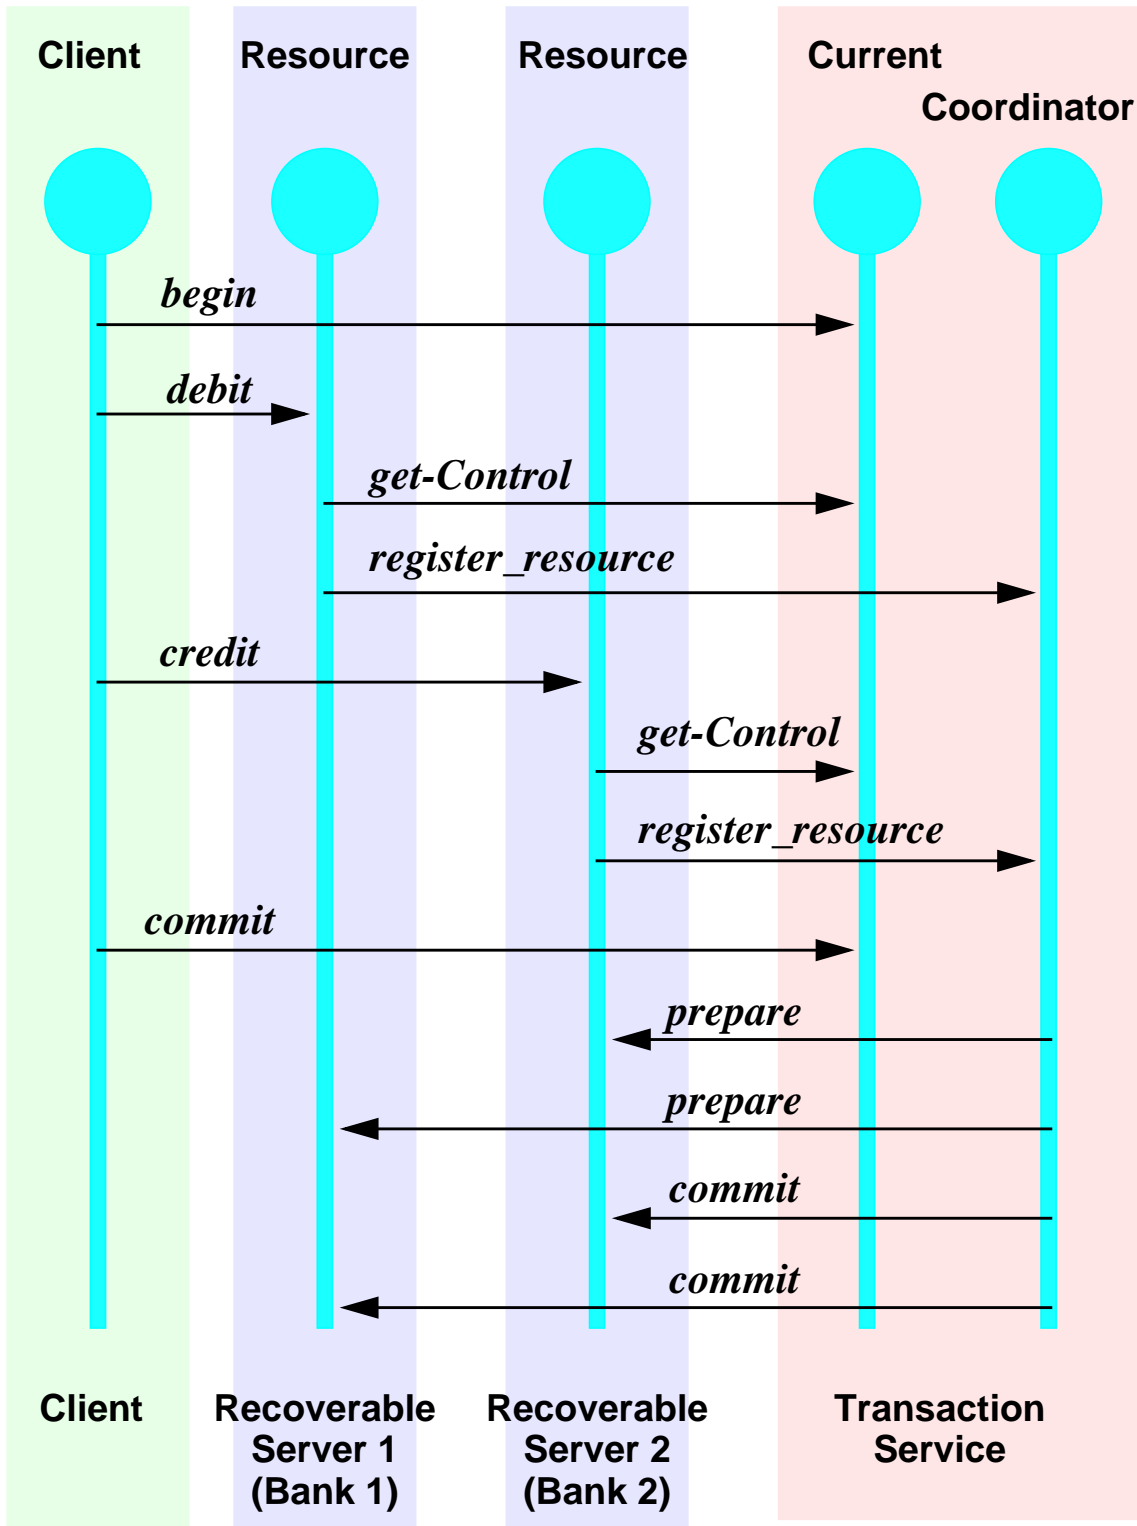 Client
Resource
Resource
Current
Coordinator
begin
debit
get-Control
register_resource
credit
get-Control
register_resource
commit
prepare
prepare
commit
commit
Client
Recoverable
Server 1
(Bank 1)
Recoverable
Server 2
(Bank 2)
Transaction
Service